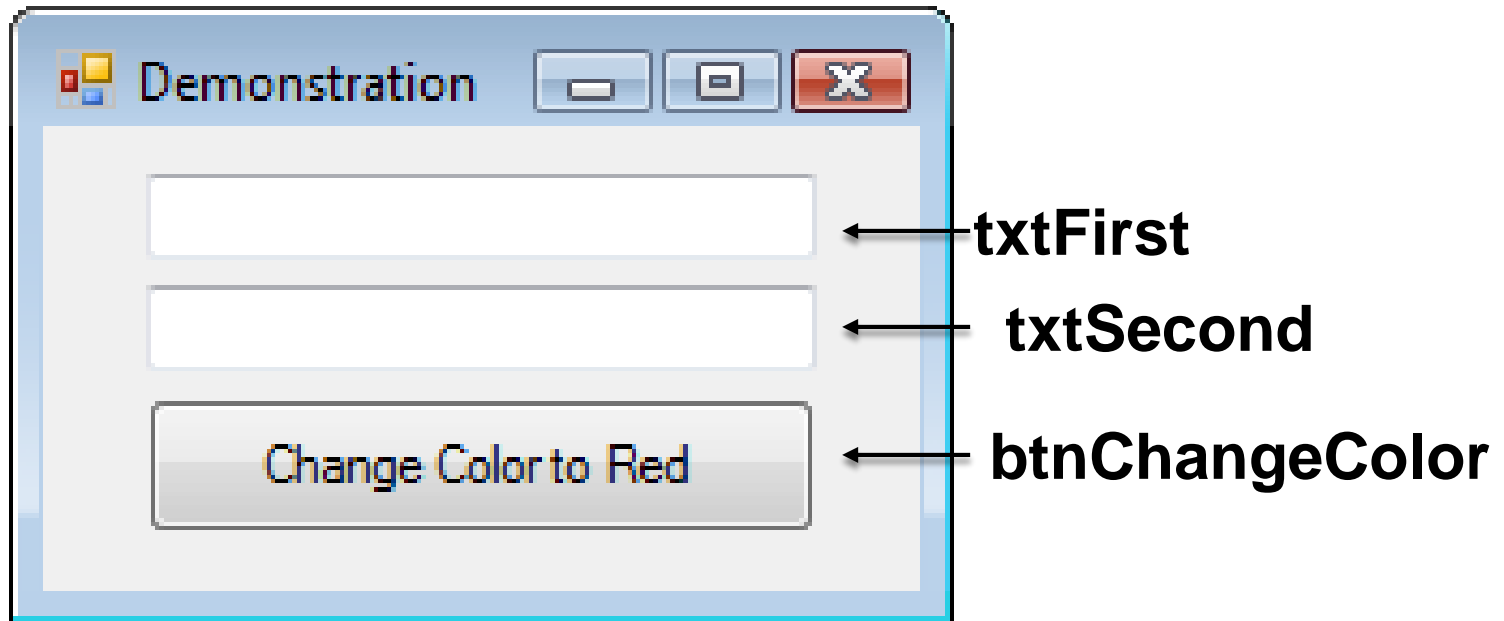 Demonstration
txtFirst
txtSecond
Change Color to Red
btnChangeColor